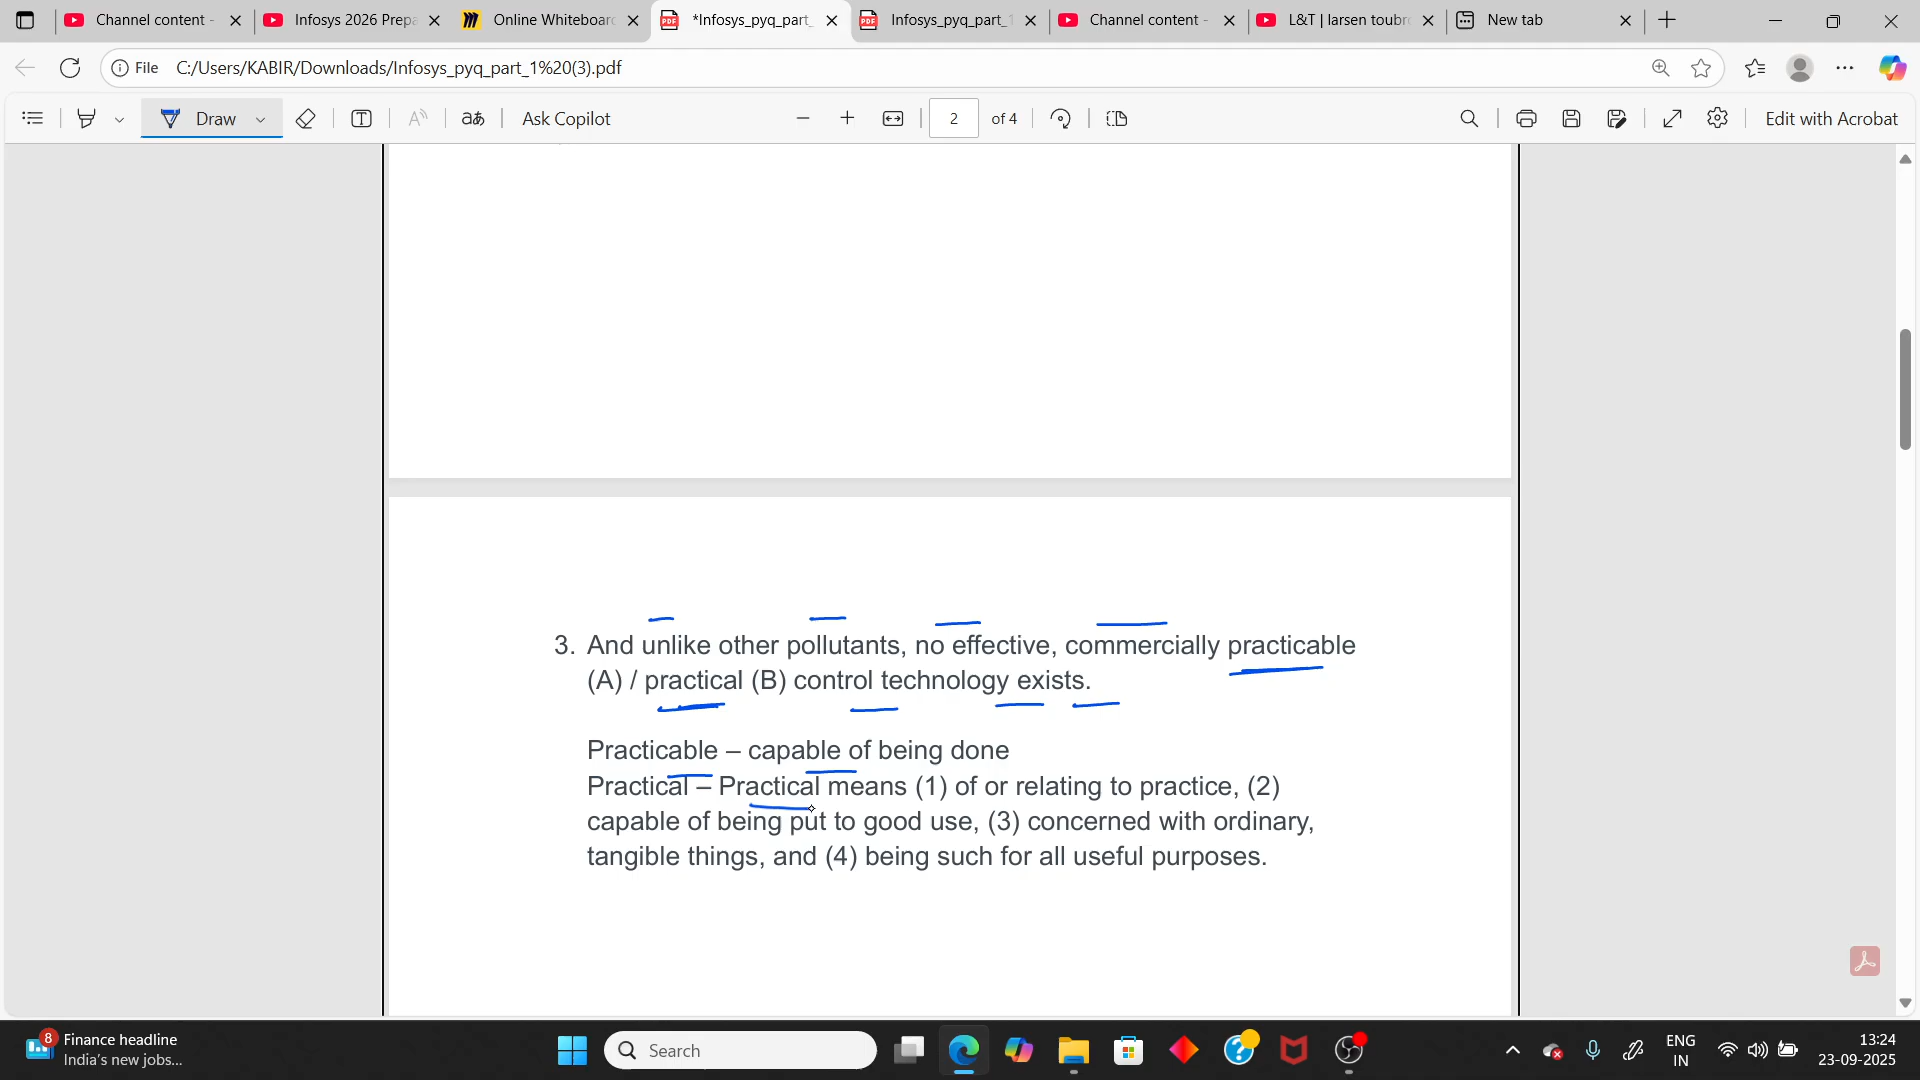 Channel content -
Infosys 2026 Prepa
Online Whiteboard
*Infosys_pyq_part_
Infosys_pyq_part_1
Channel content -
L&T | larsen toubr
New tab
File C:/Users/KABIR/Downloads/Infosys_pyq_part_1%20(3).pdf
Draw
Ask Copilot
2 of 4
Edit with Acrobat
3. And unlike other pollutants, no effective, commercially practicable
(A) / practical (B) control technology exists.
Practicable – capable of being done
Practical – Practical means (1) of or relating to practice, (2)
capable of being put to good use, (3) concerned with ordinary,
tangible things, and (4) being such for all useful purposes.
8
Finance headline
India's new jobs...
Search
ENG
IN
13:24
23-09-2025